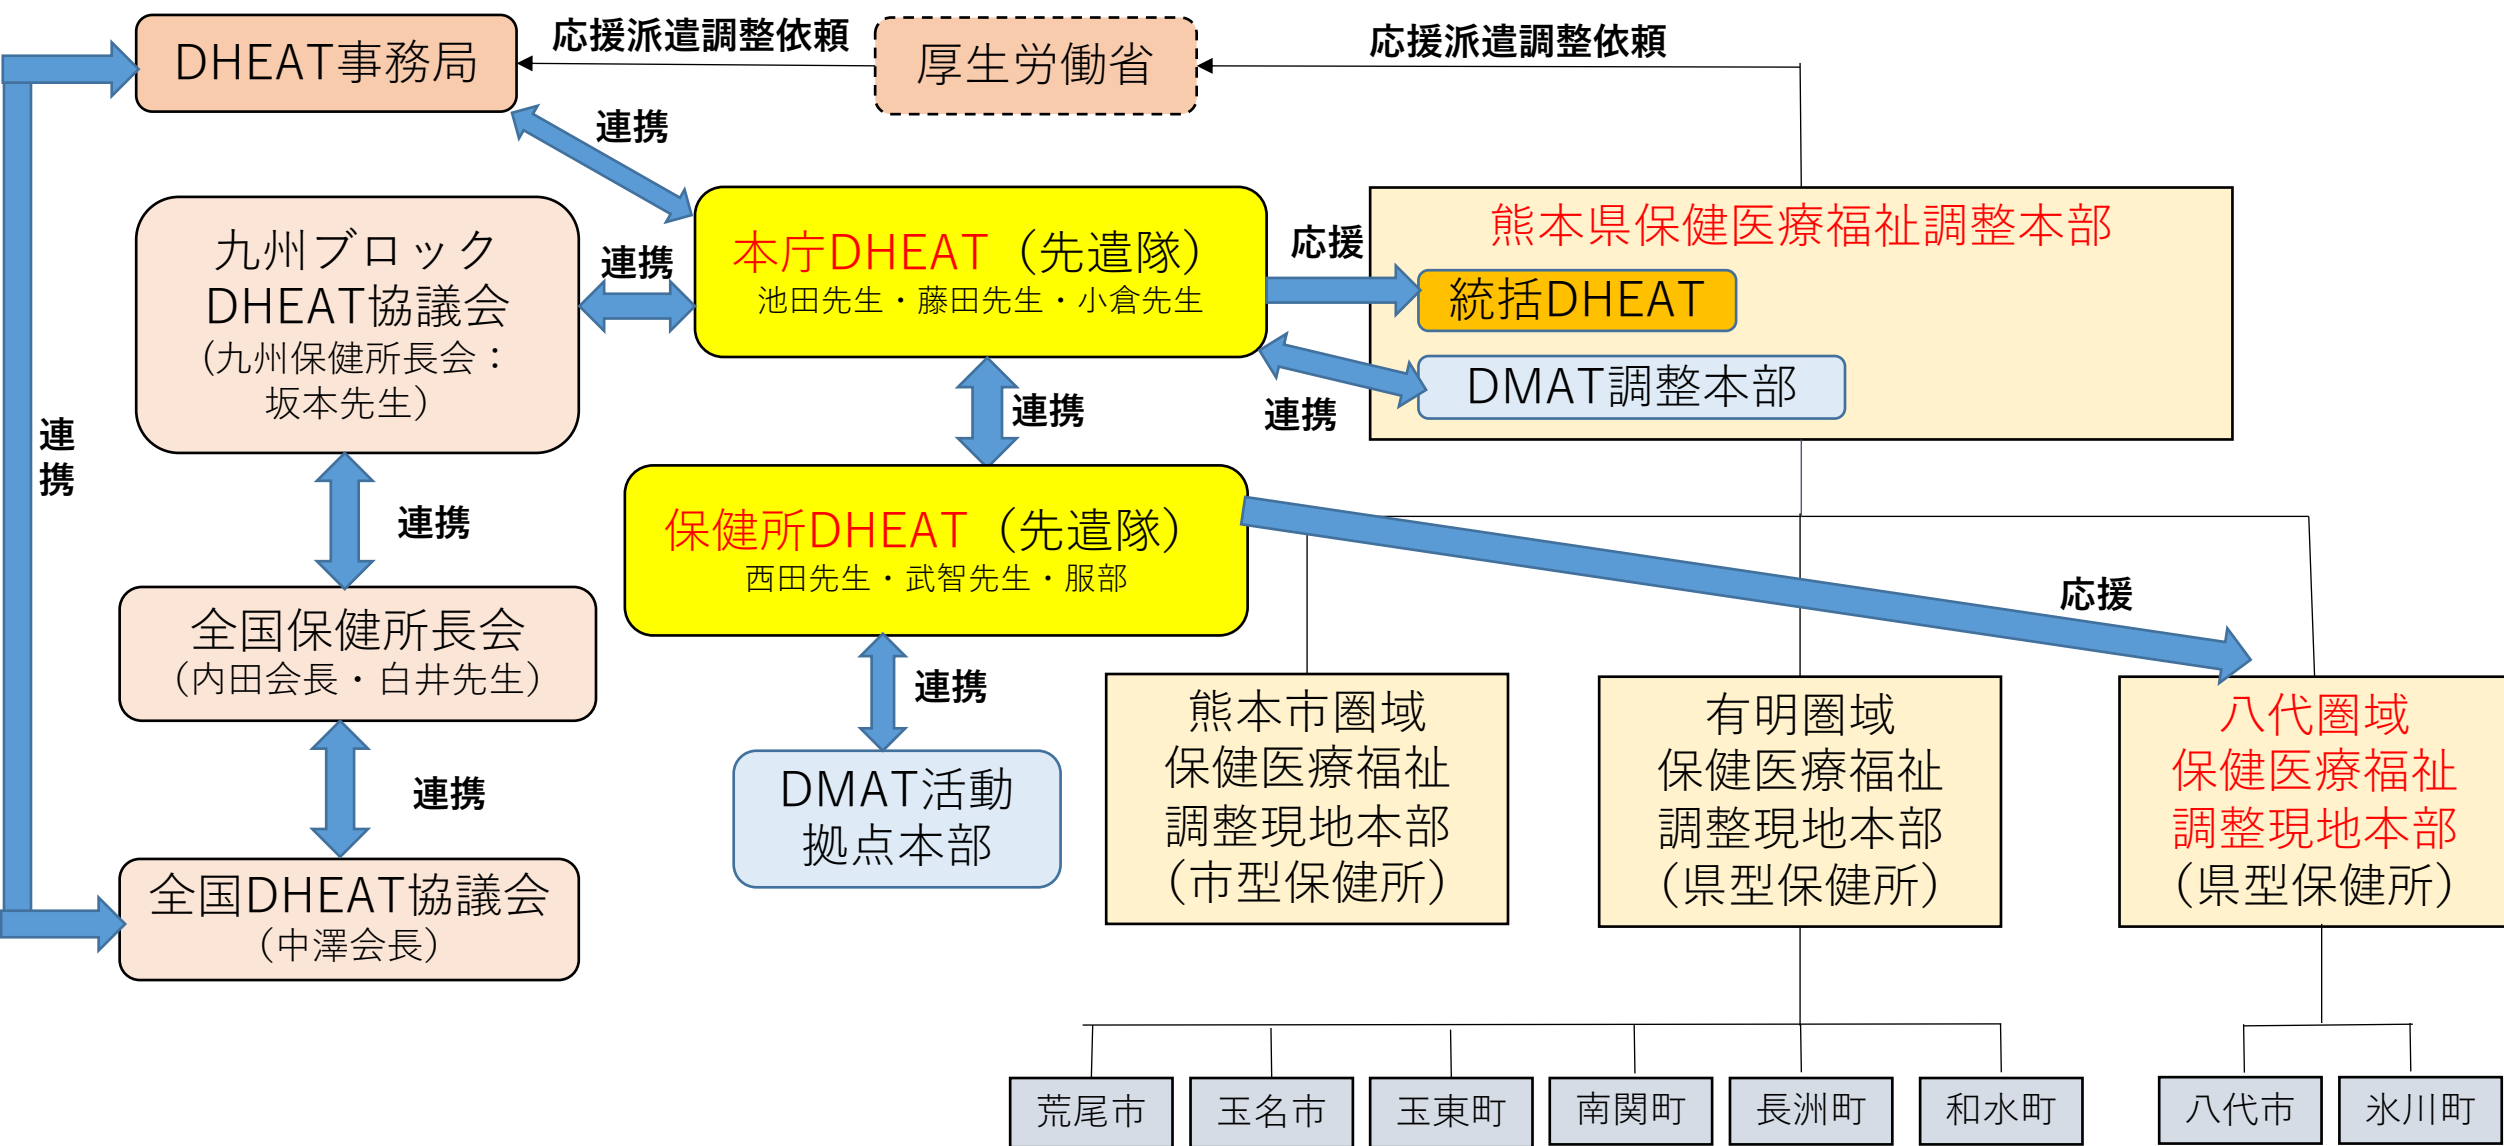 DHEAT事務局
応援派遣調整依頼
厚生労働省
応援派遣調整依頼
連携
九州ブロック
DHEAT協議会
（九州保健所長会：
坂本先生）
連携
本庁DHEAT（先遣隊）
池田先生・藤田先生・小倉先生
応援
熊本県保健医療福祉調整本部
統括DHEAT
DMAT調整本部
連携
連携
連
携
連携
保健所DHEAT（先遣隊）
西田先生・武智先生・服部
応援
全国保健所長会
（内田会長・白井先生）
連携
連携
DMAT活動
拠点本部
全国DHEAT協議会
（中澤会長）
熊本市圏域
保健医療福祉
調整現地本部
（市型保健所）
有明圏域
保健医療福祉
調整現地本部
（県型保健所）
八代圏域
保健医療福祉
調整現地本部
（県型保健所）
荒尾市
玉名市
玉東町
南関町
長洲町
和水町
八代市
氷川町